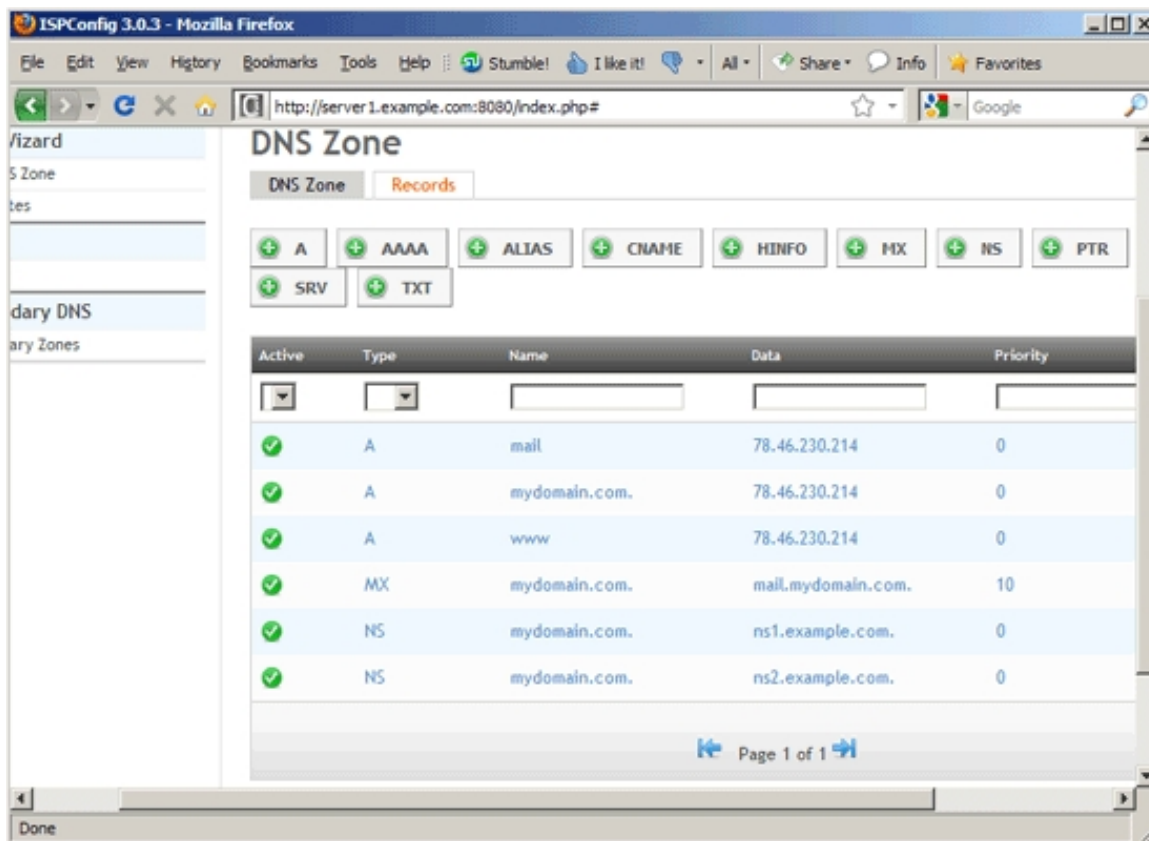 ISPConfig 3.0.3 - Mozilla Firefox
File Edit View History Bookmarks Tools Help Stumble! I like it! All Share Info Favorites
http://server1.example.com:8080/index.php# Google
Wizard
DNS Zone
DNS Zone Records
A AAAA ALIAS CNAME HINFO MX NS PTR
SRV TXT
dary DNS
ary Zones
Active Type Name Data Priority
A mail 78.46.230.214 0
A mydomain.com. 78.46.230.214 0
A www 78.46.230.214 0
MX mydomain.com. mail.mydomain.com. 10
NS mydomain.com. ns1.example.com. 0
NS mydomain.com. ns2.example.com. 0
Page 1 of 1
Done